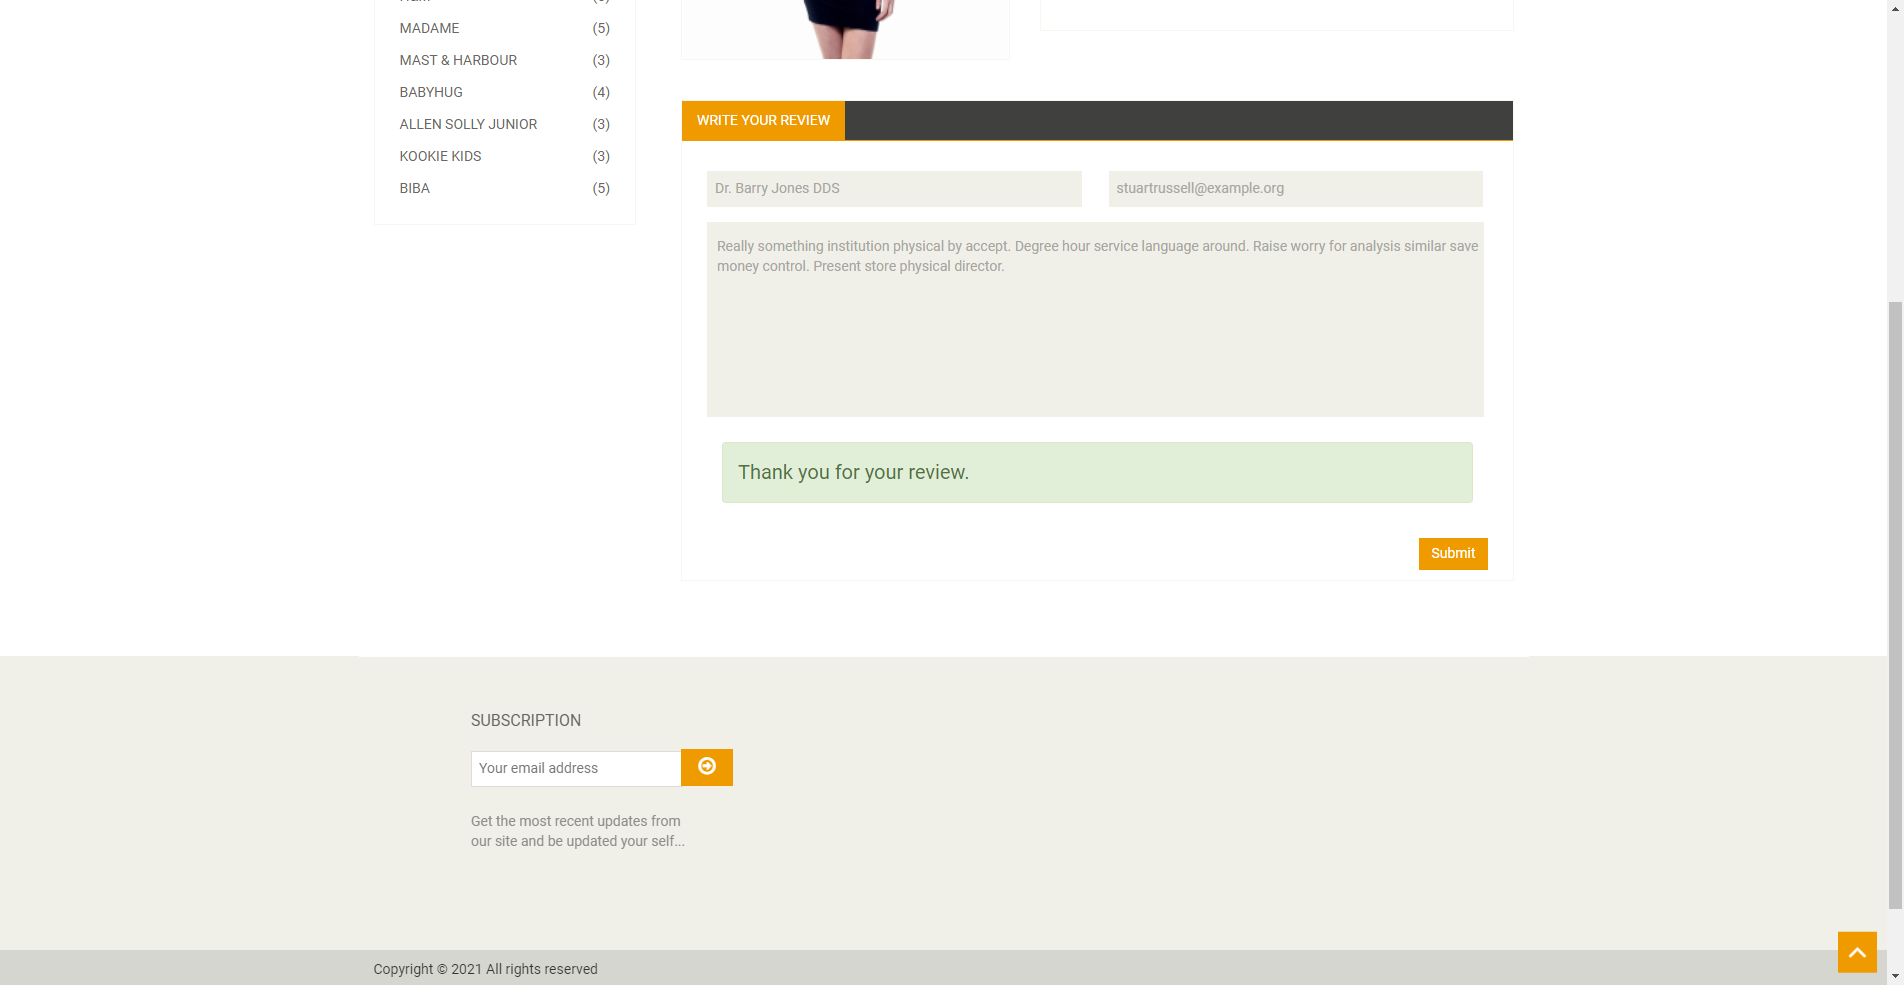 MADAME (5)
MAST & HARBOUR (3)
BABYHUG (4)
ALLEN SOLLY JUNIOR (3)
KOOKIE KIDS (3)
BIBA (5)
WRITE YOUR REVIEW
Dr. Barry Jones DDS
stuartrussell@example.org
Really something institution physical by accept. Degree hour service language around. Raise worry for analysis similar save
money control. Present store physical director.
Thank you for your review.
Submit
SUBSCRIPTION
Your email address
Get the most recent updates from
our site and be updated your self...
Copyright © 2021 All rights reserved